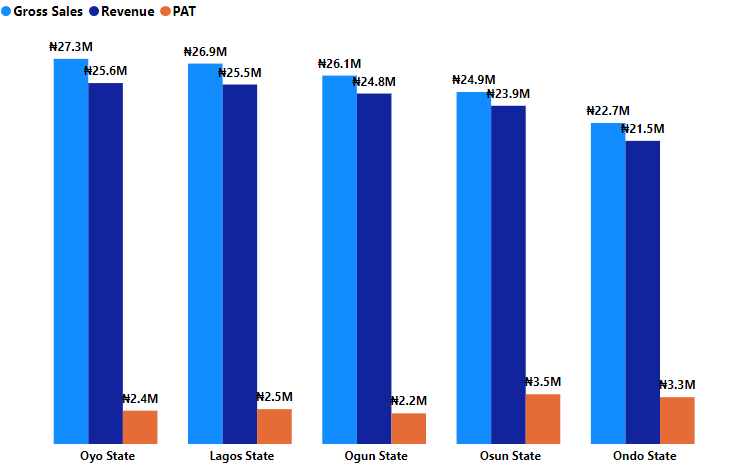 Gross Sales Revenue PAT
₦27.3M ₦26.9M ₦26.1M ₦24.9M ₦22.7M
₦25.6M ₦25.5M ₦24.8M ₦23.9M ₦21.5M
₦2.4M ₦2.5M ₦2.2M ₦3.5M ₦3.3M
Oyo State Lagos State Ogun State Osun State Ondo State